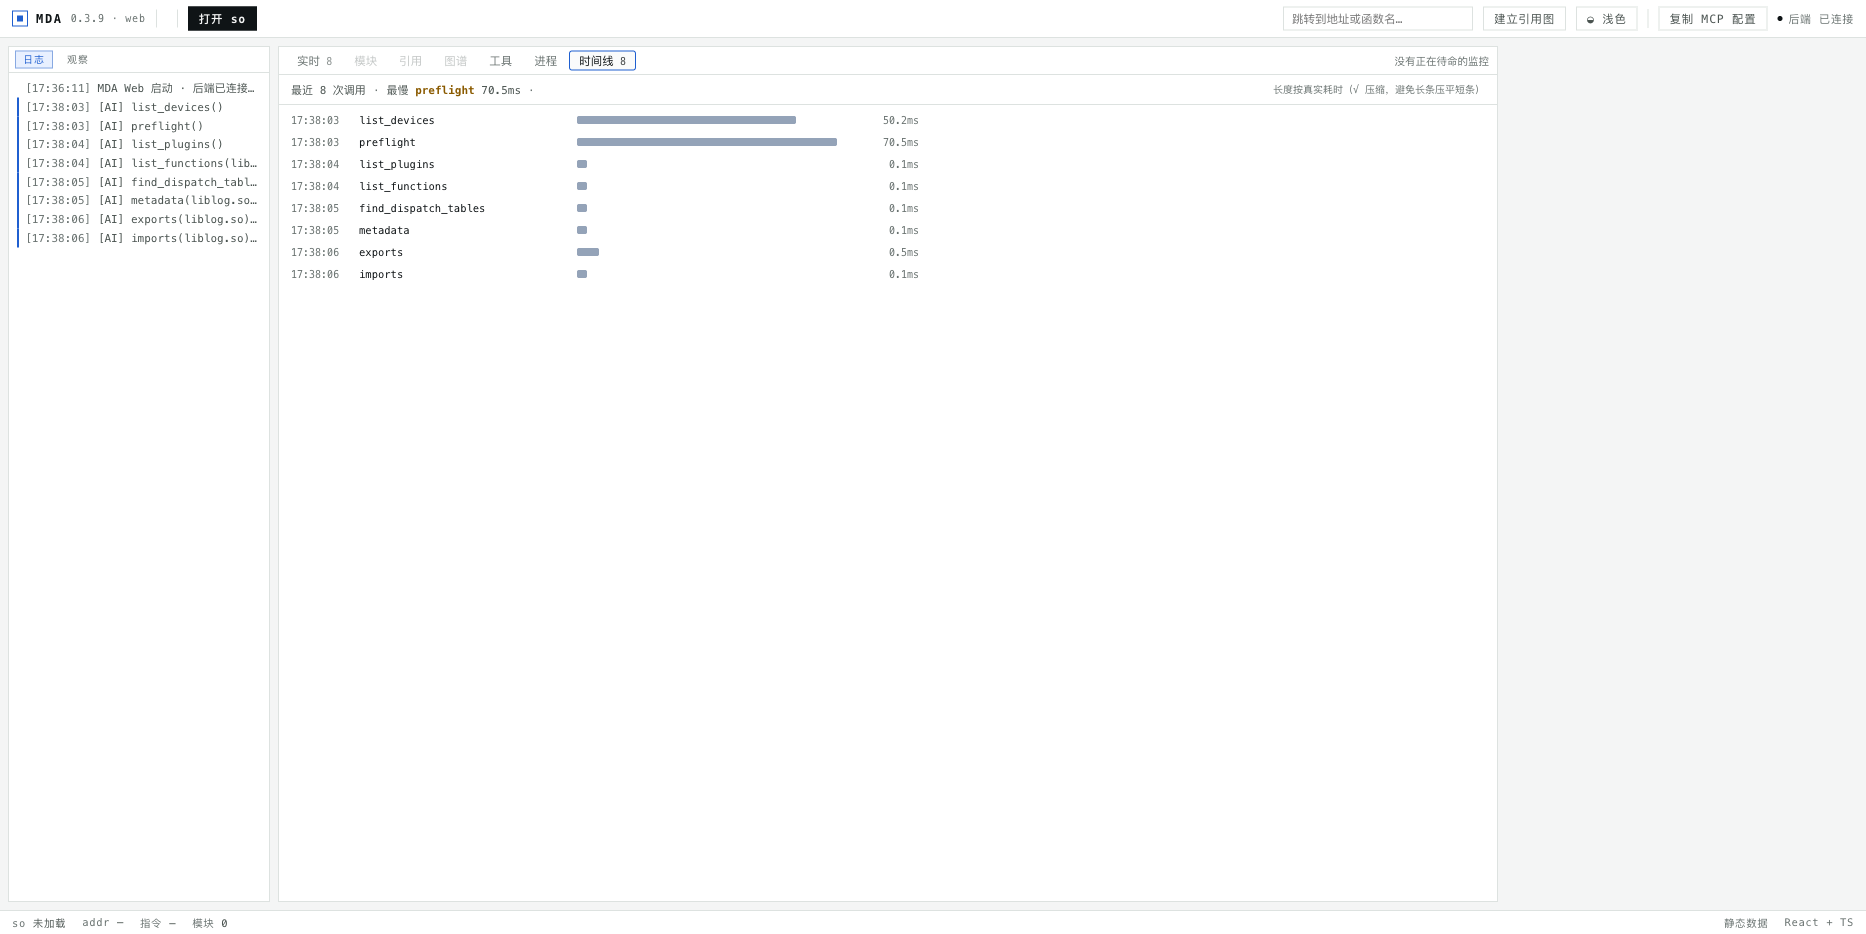 MDA 0.3.9 · web 打开 so 跳转到地址或函数名… 建立引用图 ◒ 浅色 复制 MCP 配置 ● 后端 已连接
日志 观察
[17:36:11] MDA Web 启动 · 后端已连接…
[17:38:03] [AI] list_devices()
[17:38:03] [AI] preflight()
[17:38:04] [AI] list_plugins()
[17:38:04] [AI] list_functions(lib…
[17:38:05] [AI] find_dispatch_tabl…
[17:38:05] [AI] metadata(liblog.so…
[17:38:06] [AI] exports(liblog.so)…
[17:38:06] [AI] imports(liblog.so)…
实时 8 模块 引用 图谱 工具 进程 时间线 8 没有正在待命的监控
最近 8 次调用 · 最慢 preflight 70.5ms · 长度按真实耗时 (√ 压缩, 避免长条压平短条)
17:38:03 list_devices 50.2ms
17:38:03 preflight 70.5ms
17:38:04 list_plugins 0.1ms
17:38:04 list_functions 0.1ms
17:38:05 find_dispatch_tables 0.1ms
17:38:05 metadata 0.1ms
17:38:06 exports 0.5ms
17:38:06 imports 0.1ms
so 未加载 addr — 指令 — 模块 0 静态数据 React + TS